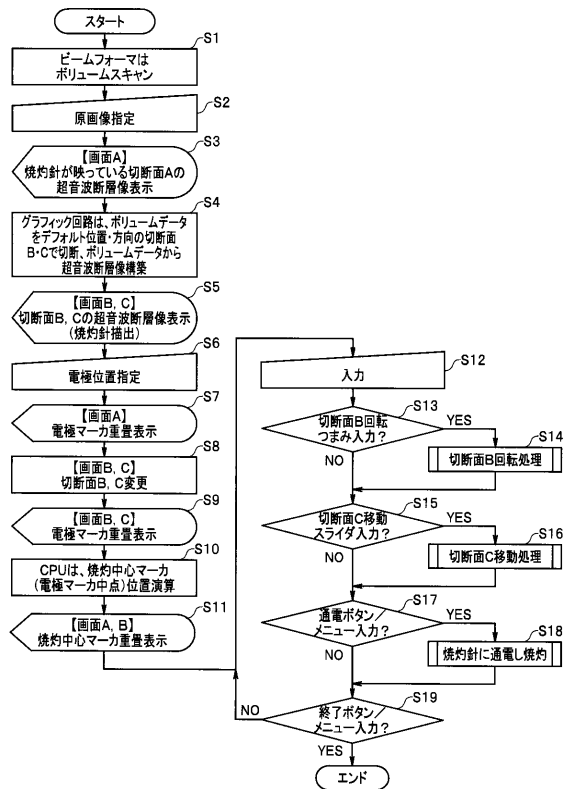 スタート
S1
ビームフォーマは
ボリュームスキャン
S2
原画像指定
S3
【画面A】
焼灼針が映っている切断面Aの
超音波断層像表示
S4
グラフィック回路は、ボリュームデータ
をデフォルト位置・方向の切断面
B・Cで切断、ボリュームデータから
超音波断層像構築
S5
【画面B, C】
切断面B, Cの超音波断層像表示
(焼灼針描出)
S6
電極位置指定
S7
【画面A】
電極マーカ重畳表示
S8
【画面B, C】
切断面B, C変更
S9
【画面B, C】
電極マーカ重畳表示
S10
CPUは、焼灼中心マーカ
(電極マーカ中点)位置演算
S11
【画面A, B】
焼灼中心マーカ重畳表示
S12
入力
S13
切断面B回転
つまみ入力?
YES
NO
S14
切断面B回転処理
S15
切断面C移動
スライダ入力?
YES
NO
S16
切断面C移動処理
S17
通電ボタン/
メニュー入力?
YES
NO
S18
焼灼針に通電し焼灼
S19
終了ボタン/
メニュー入力?
NO
YES
エンド